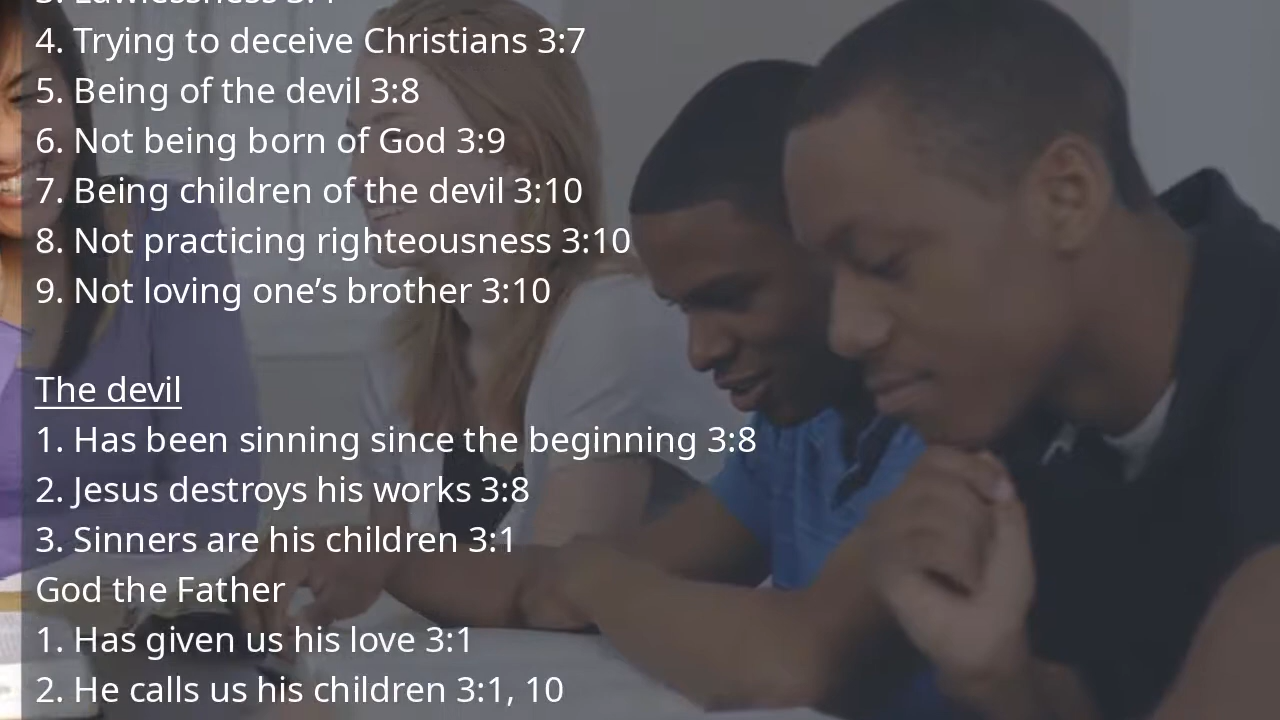 3. Lawlessness 3:4
4. Trying to deceive Christians 3:7
5. Being of the devil 3:8
6. Not being born of God 3:9
7. Being children of the devil 3:10
8. Not practicing righteousness 3:10
9. Not loving one’s brother 3:10
The devil
1. Has been sinning since the beginning 3:8
2. Jesus destroys his works 3:8
3. Sinners are his children 3:1
God the Father
1. Has given us his love 3:1
2. He calls us his children 3:1, 10